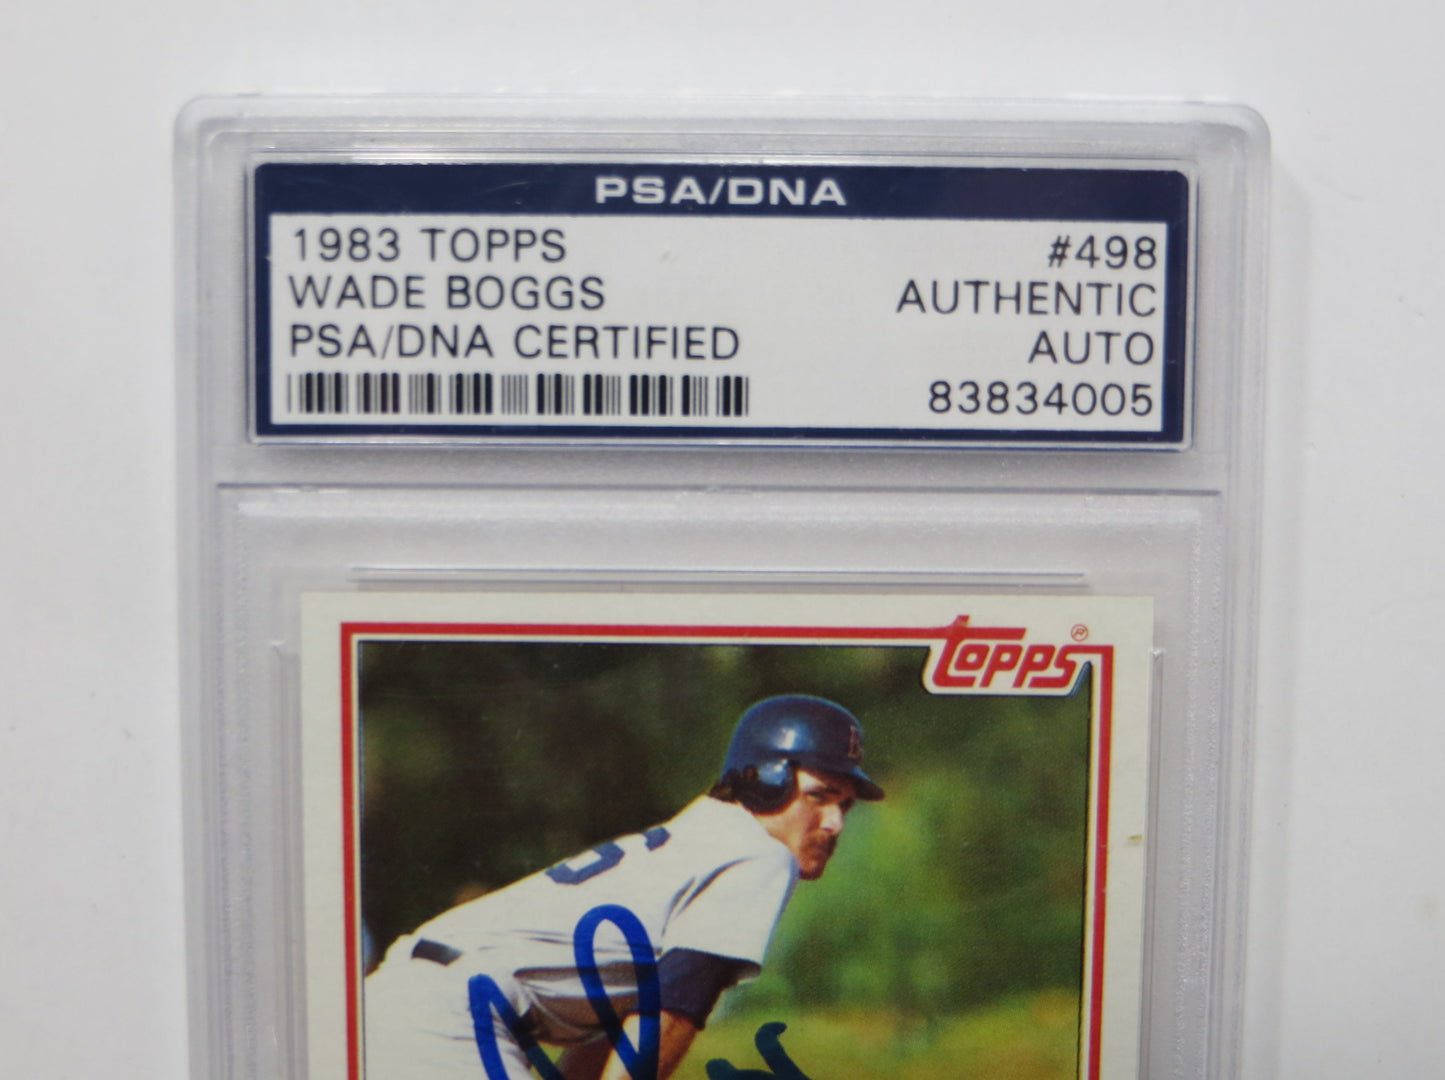 PSA/DNA
1983 TOPPS #498
WADE BOGGS AUTHENTIC
PSA/DNA CERTIFIED AUTO
83834005
TOPPS ®
B